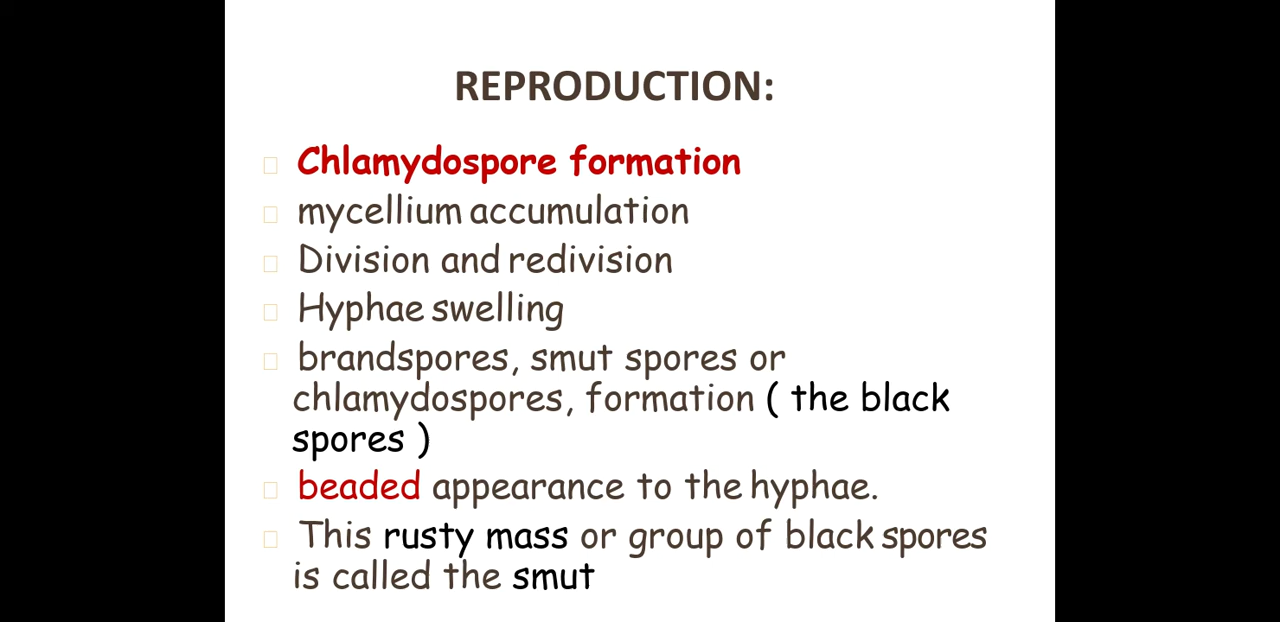 REPRODUCTION:
Chlamydospore formation
mycellium accumulation
Division and redivision
Hyphae swelling
brandspores, smut spores or
chlamydospores, formation ( the black
spores )
beaded appearance to the hyphae.
This rusty mass or group of black spores
is called the smut